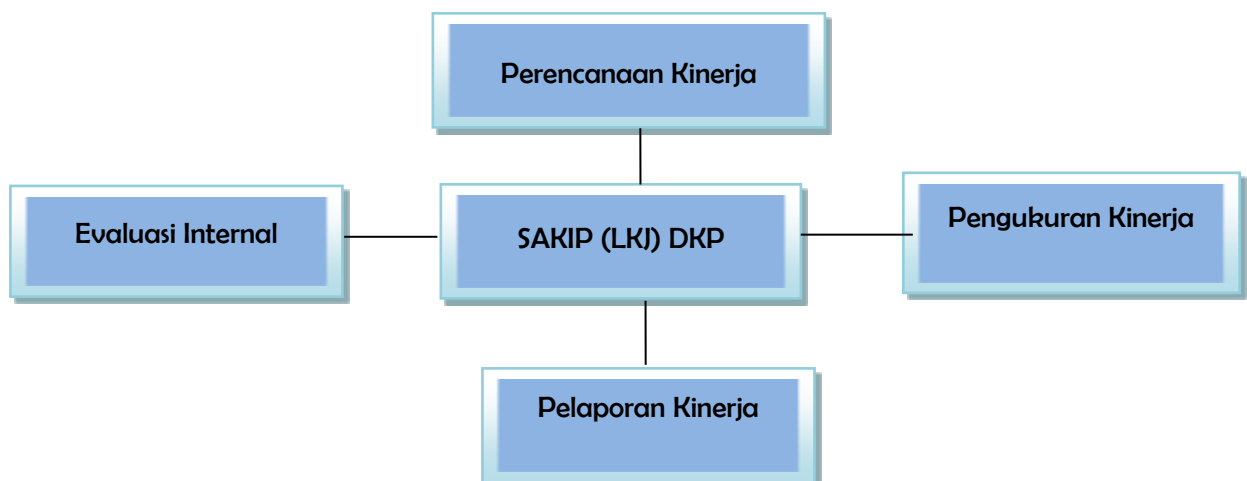 Perencanaan Kinerja
Evaluasi Internal
SAKIP (LKJ) DKP
Pengukuran Kinerja
Pelaporan Kinerja